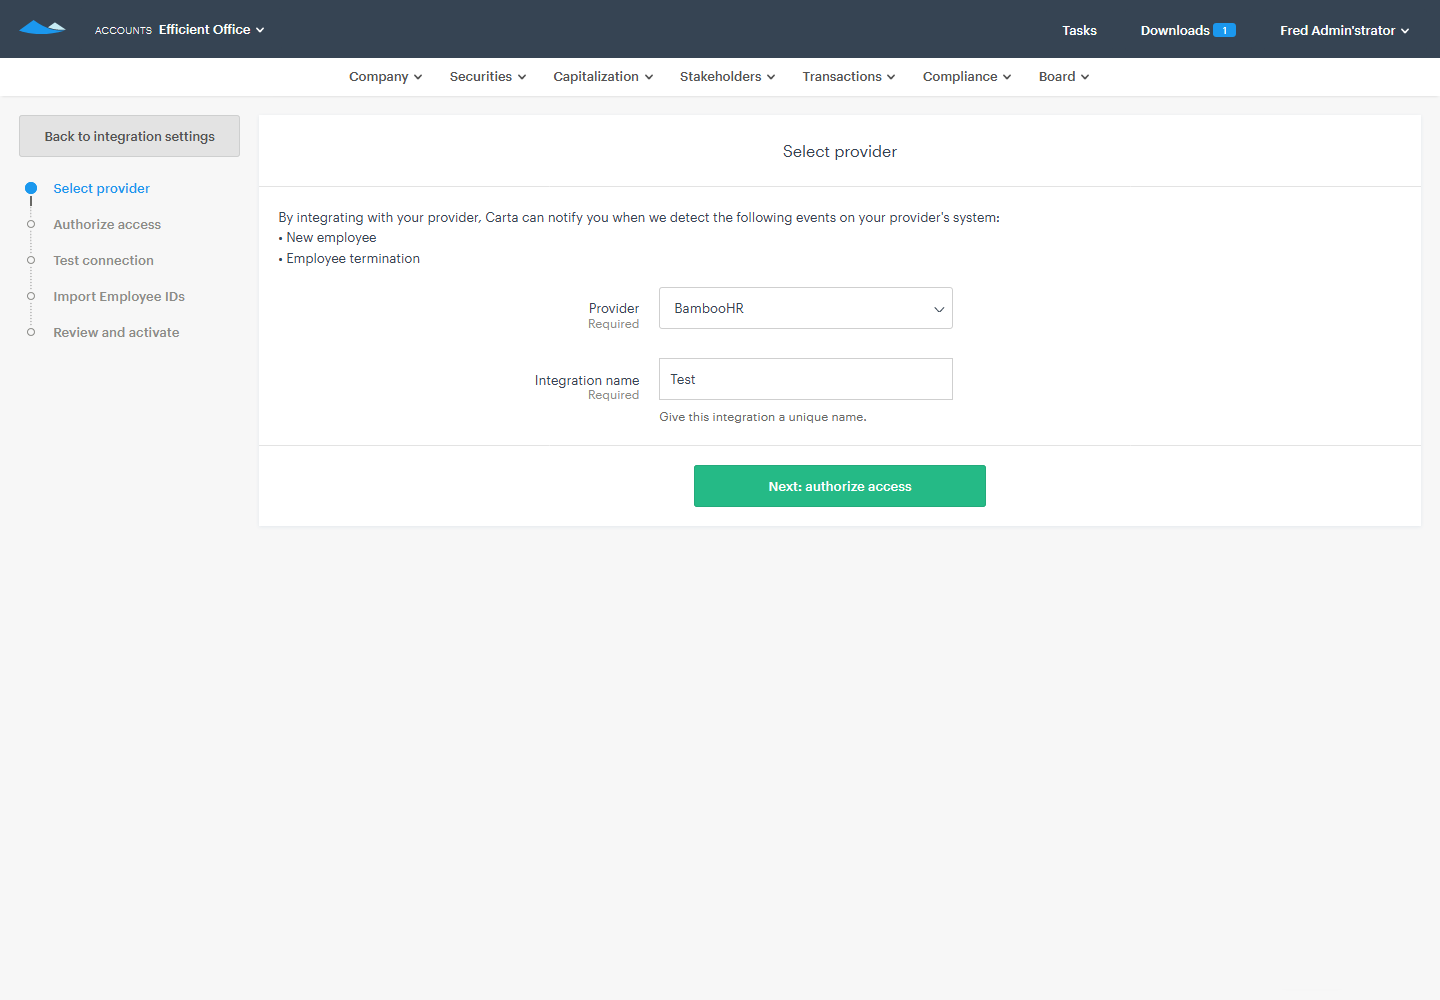 ACCOUNTS Efficient Office
Tasks
Downloads 1
Fred Admin'strator
Company Securities Capitalization Stakeholders Transactions Compliance Board
Back to integration settings
Select provider
Authorize access
Test connection
Import Employee IDs
Review and activate
Select provider
By integrating with your provider, Carta can notify you when we detect the following events on your provider's system:
• New employee
• Employee termination
Provider
Required
BambooHR
Integration name
Required
Test
Give this integration a unique name.
Next: authorize access